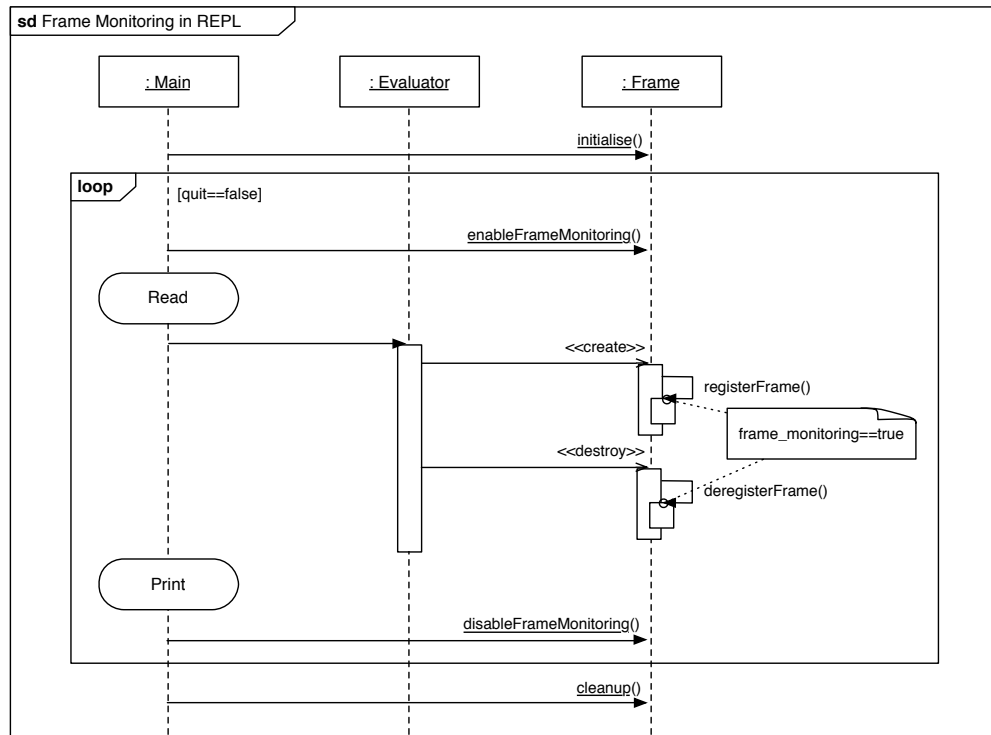 sd Frame Monitoring in REPL
: Main
: Evaluator
: Frame
initialise()
loop
[quit==false]
enableFrameMonitoring()
Read
<<create>>
registerFrame()
frame_monitoring==true
<<destroy>>
deregisterFrame()
Print
disableFrameMonitoring()
cleanup()